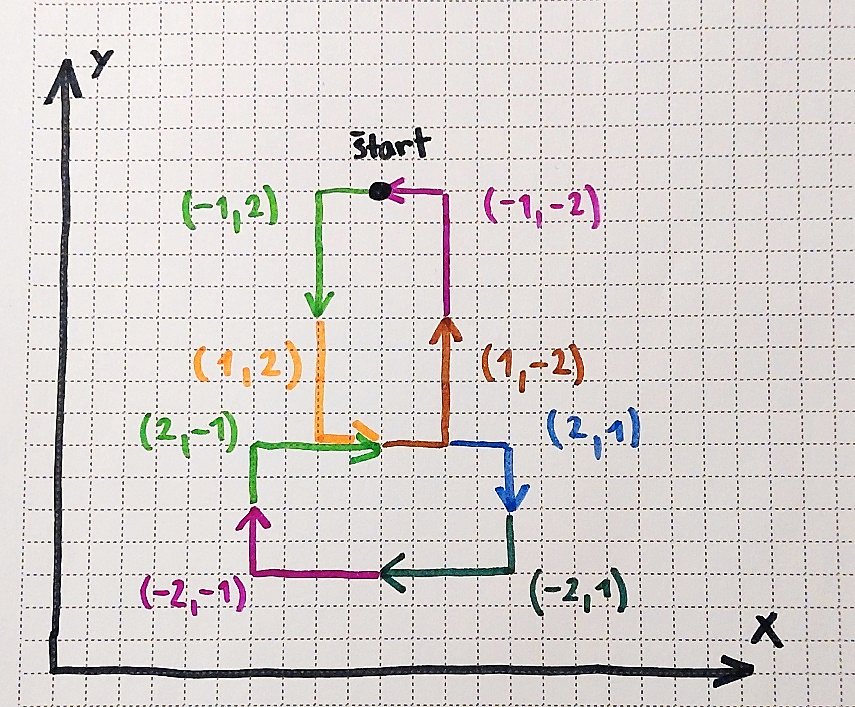 y
start
(-1,2)
(-1,-2)
(1,2)
(1,-2)
(2,-1)
(2,1)
(-2,-1)
(-2,1)
X